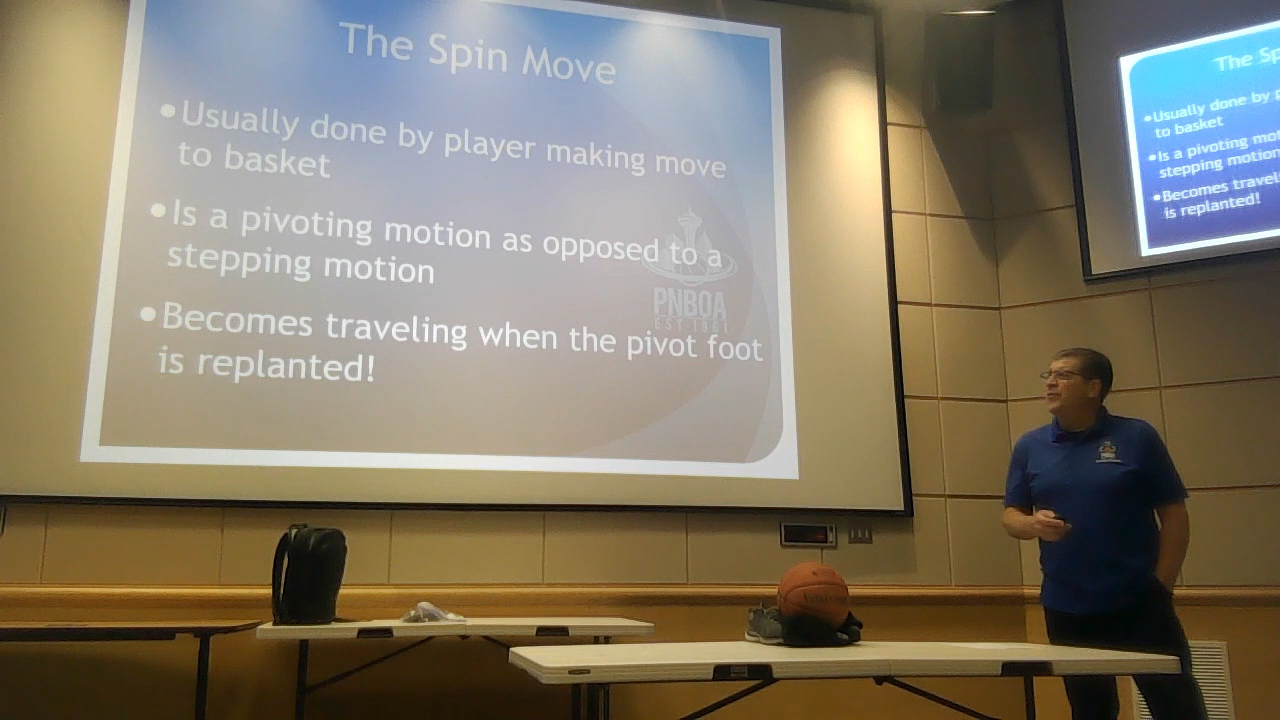 The Spin Move
•Usually done by player making move
to basket
•Is a pivoting motion as opposed to a
stepping motion
•Becomes traveling when the pivot foot
is replanted!
PNBOA
EST 1961
The Sp
•Usually done by p
to basket
•Is a pivoting mo
stepping motion
•Becomes travel
is replanted!